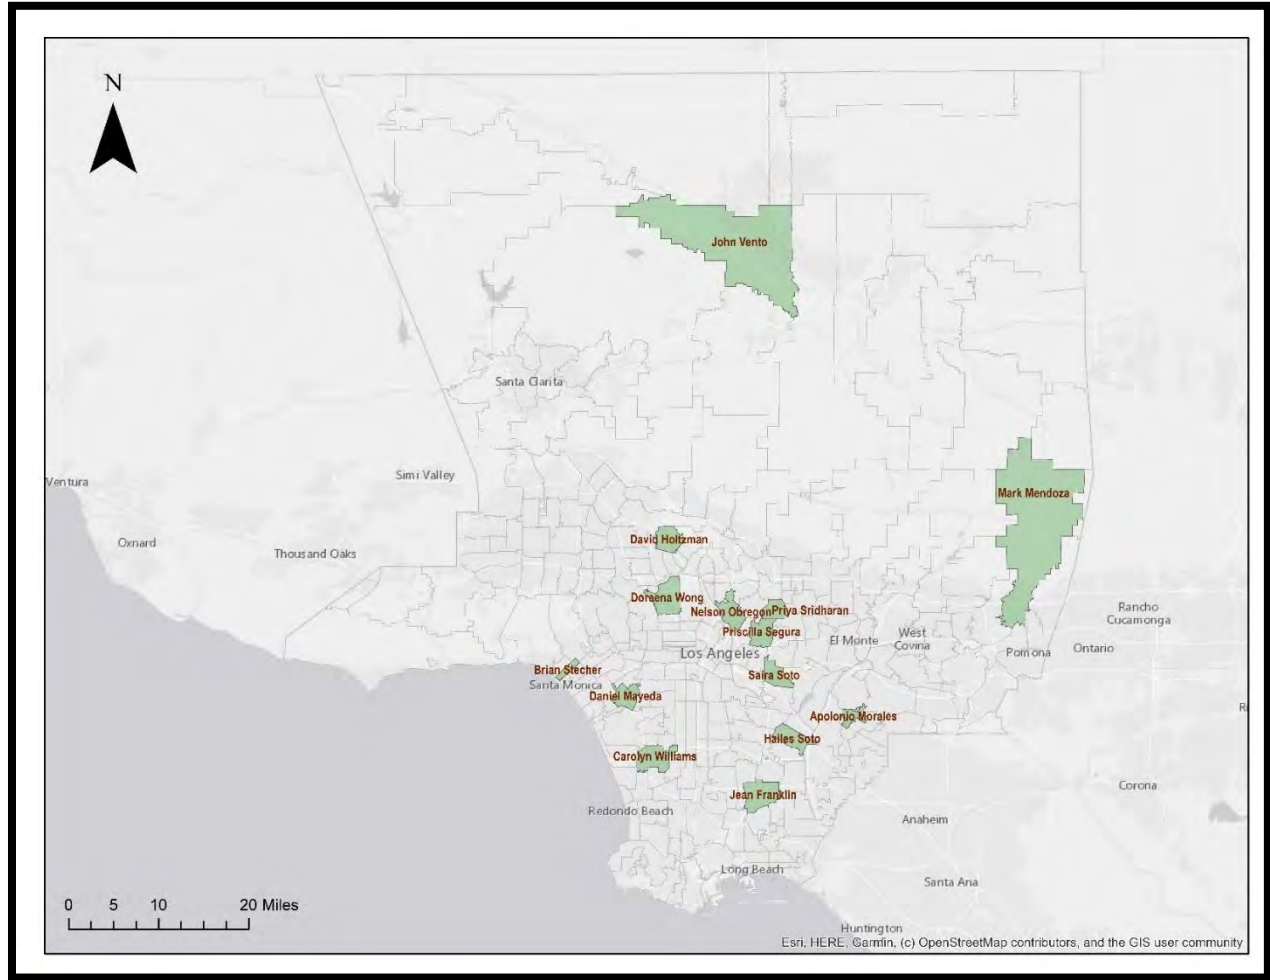 N
John Vento
Santa Clarita
Simi Valley
Ventura
Mark Mendoza
Oxnard
Thousand Oaks
David Holtzman
Doreena Wong
Nelson Obregon
Priya Sridharan
Priscilla Segura
Rancho
Cucamonga
El Monte
West
Covina
Los Angeles
Pomona
Ontario
Brian Stecher
Santa Monica
Saira Soto
Daniel Mayeda
Apolonio Morales
Hailes Soto
Carolyn Williams
Corona
Jean Franklin
Redondo Beach
Anaheim
Long Beach
Santa Ana
0 5 10 20 Miles
Huntington
Esri, HERE, Garmin, (c) OpenStreetMap contributors, and the GIS user community